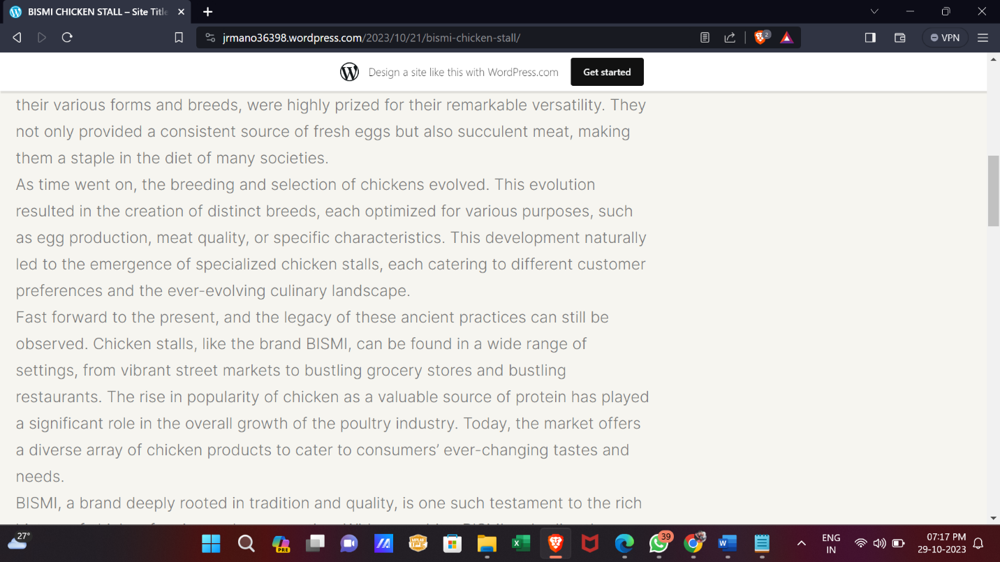 BISMI CHICKEN STALL – Site Title
jrmano36398.wordpress.com/2023/10/21/bismi-chicken-stall/
2
VPN
Design a site like this with WordPress.com
Get started
their various forms and breeds, were highly prized for their remarkable versatility. They
not only provided a consistent source of fresh eggs but also succulent meat, making
them a staple in the diet of many societies.
As time went on, the breeding and selection of chickens evolved. This evolution
resulted in the creation of distinct breeds, each optimized for various purposes, such
as egg production, meat quality, or specific characteristics. This development naturally
led to the emergence of specialized chicken stalls, each catering to different customer
preferences and the ever-evolving culinary landscape.
Fast forward to the present, and the legacy of these ancient practices can still be
observed. Chicken stalls, like the brand BISMI, can be found in a wide range of
settings, from vibrant street markets to bustling grocery stores and bustling
restaurants. The rise in popularity of chicken as a valuable source of protein has played
a significant role in the overall growth of the poultry industry. Today, the market offers
a diverse array of chicken products to cater to consumers’ ever-changing tastes and
needs.
BISMI, a brand deeply rooted in tradition and quality, is one such testament to the rich
27°
PRE
39
ENG
IN
07:17 PM
29-10-2023